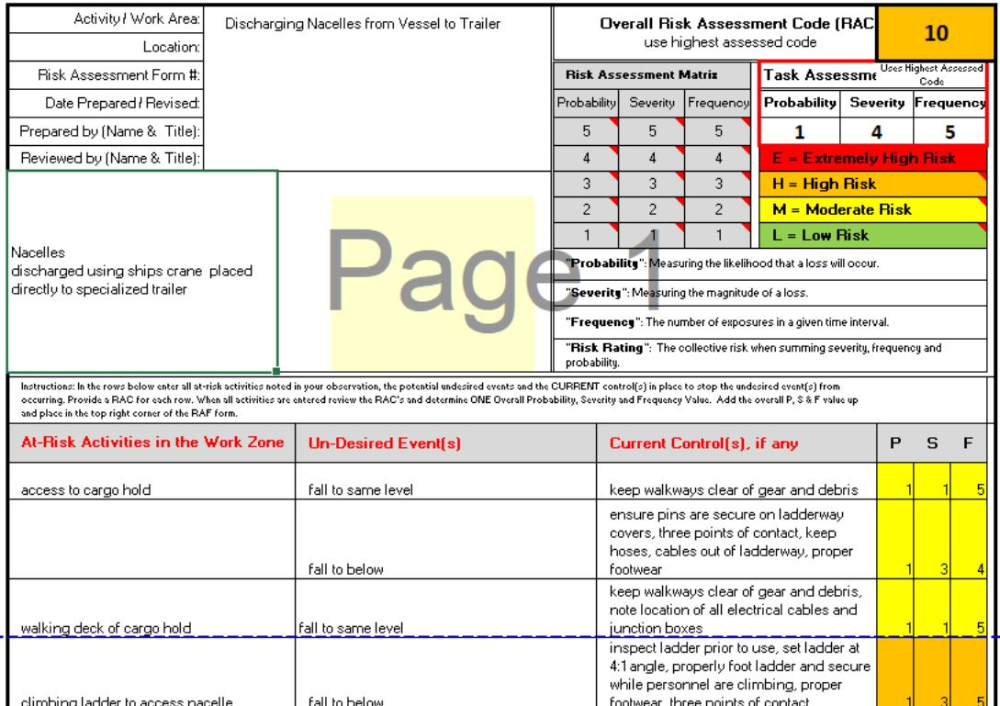 Activity / Work Area:
Discharging Nacelles from Vessel to Trailer
Location:
Risk Assessment Form #:
Date Prepared / Revised:
Prepared by (Name & Title):
Reviewed by (Name & Title):
Overall Risk Assessment Code (RAC
use highest assessed code
10
Risk Assessment Matrix
Task Assessme
Uses Highest Assessed
Code
Probability Severity Frequency
Probability Severity Frequency
5 5 5
1 4 5
4 4 4
E = Extremely High Risk
3 3 3
H = High Risk
2 2 2
M = Moderate Risk
1 1 1
L = Low Risk
Nacelles
discharged using ships crane placed
directly to specialized trailer
Page 1
"Probability": Measuring the likelihood that a loss will occur.
"Severity": Measuring the magnitude of a loss.
"Frequency": The number of exposures in a given time interval.
"Risk Rating": The collective risk when summing severity, frequency and
probability.
Instructions: In the rows below enter all at-risk activities noted in your observation, the potential undesired events and the CURRENT control(s) in place to stop the undesired event(s) from
occurring. Provide a RAC for each row. When all activities are entered review the RAC's and determine ONE Overall Probability, Severity and Frequency Value. Add the overall P, S & F value up
and place in the top right corner of the RAF form.
At-Risk Activities in the Work Zone Un-Desired Event(s) Current Control(s), if any P S F
access to cargo hold fall to same level keep walkways clear of gear and debris 1 1 5
ensure pins are secure on ladderway
covers, three points of contact, keep
hoses, cables out of ladderway, proper
fall to below footwear 1 3 4
keep walkways clear of gear and debris,
note location of all electrical cables and
walking deck of cargo hold fall to same level junction boxes 1 1 5
inspect ladder prior to use, set ladder at
4:1 angle, properly foot ladder and secure
while personnel are climbing, proper
climbing ladder to access nacelle fall to below footwear, three points of contact 1 3 5